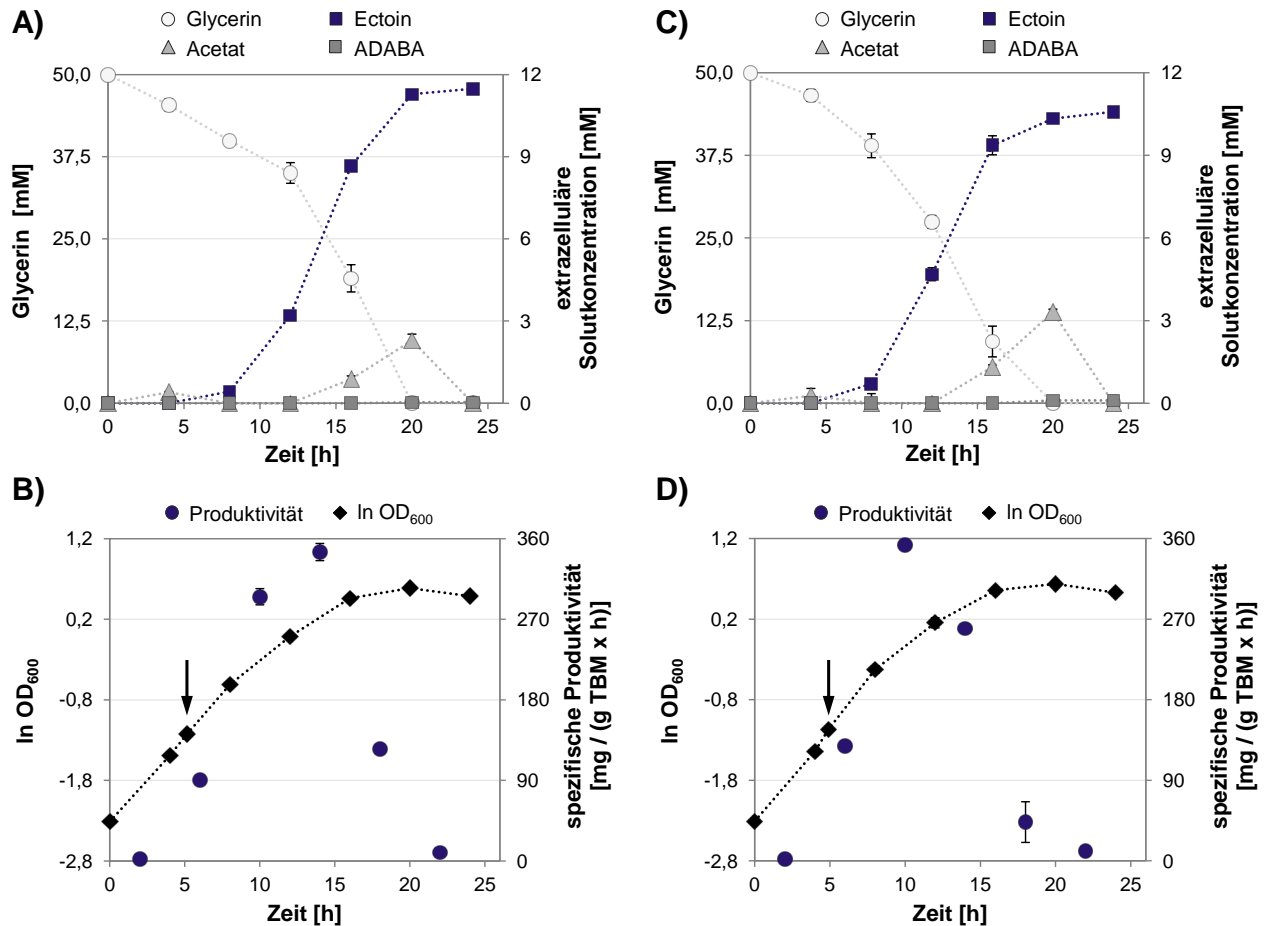 A)
Glycerin
Ectoin
Acetat
ADABA
50,0
37,5
25,0
12,5
0,0
12
9
6
3
0
0
5
10
15
20
25
Glycerin [mM]
extrazelluläre
Solutkonzentration [mM]
Zeit [h]
C)
Glycerin
Ectoin
Acetat
ADABA
50,0
37,5
25,0
12,5
0,0
12
9
6
3
0
0
5
10
15
20
25
Glycerin [mM]
extrazelluläre
Solutkonzentration [mM]
Zeit [h]
B)
Produktivität
ln OD600
1,2
0,2
-0,8
-1,8
-2,8
360
270
180
90
0
0
5
10
15
20
25
ln OD600
spezifische Produktivität
[mg / (g TBM x h)]
Zeit [h]
D)
Produktivität
ln OD600
1,2
0,2
-0,8
-1,8
-2,8
360
270
180
90
0
0
5
10
15
20
25
ln OD600
spezifische Produktivität
[mg / (g TBM x h)]
Zeit [h]